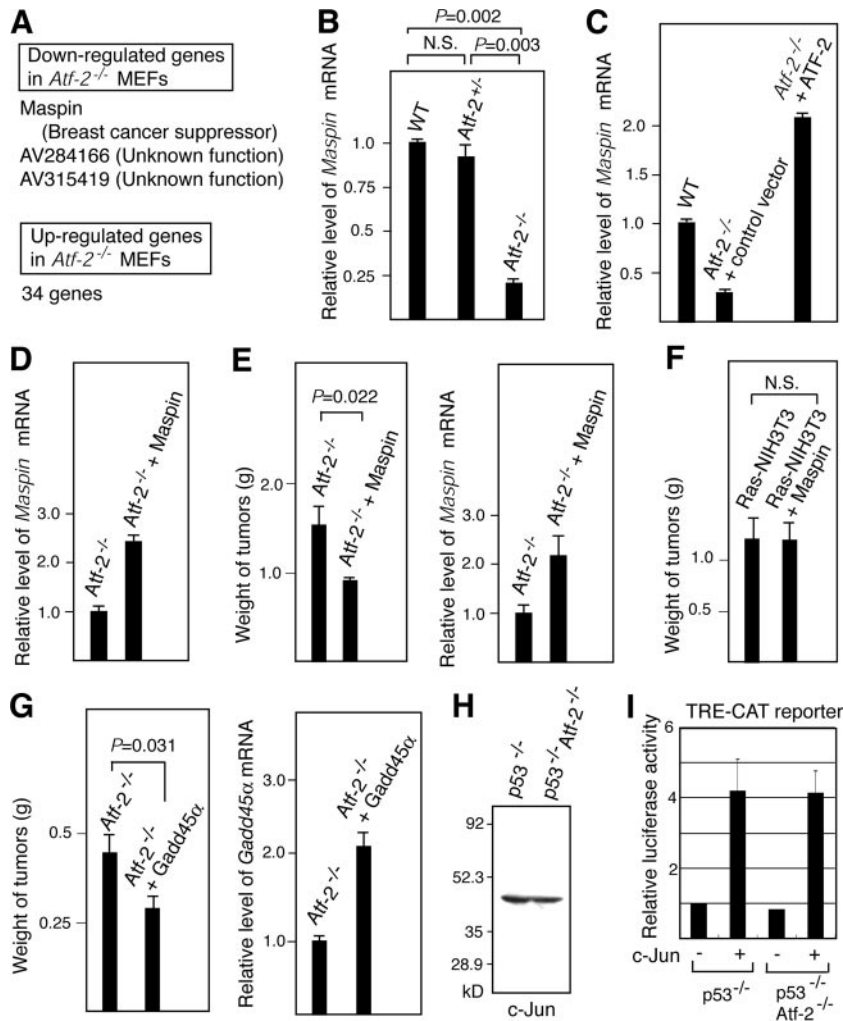 A
Down-regulated genes
in Atf-2 -/- MEFs
Maspin
(Breast cancer suppressor)
AV284166 (Unknown function)
AV315419 (Unknown function)
Up-regulated genes
in Atf-2 -/- MEFs
34 genes
B
P=0.002
N.S. P=0.003
Relative level of Maspin mRNA
1.0
0.75
0.5
0.25
WT
Atf-2+/-
Atf-2-/-
C
Relative level of Maspin mRNA
2.0
1.0
0.5
WT
Atf-2-/-
+ control vector
Atf-2-/-
+ ATF-2
D
Relative level of Maspin mRNA
3.0
2.0
1.0
Atf-2-/-
Atf-2-/- + Maspin
E
P=0.022
Weight of tumors (g)
2.0
1.0
Atf-2-/-
Atf-2-/- + Maspin
Relative level of Maspin mRNA
3.0
2.0
1.0
Atf-2-/-
Atf-2-/- + Maspin
F
N.S.
Weight of tumors (g)
1.0
0.5
Ras-NIH3T3
Ras-NIH3T3
+ Maspin
G
P=0.031
Weight of tumors (g)
0.5
0.25
Atf-2-/-
Atf-2-/-
+ Gadd45α
Relative level of Gadd45α mRNA
3.0
2.0
1.0
Atf-2-/-
Atf-2-/-
+ Gadd45α
H
p53-/-
p53-/-
Atf-2-/-
92
52.3
35
28.9
kD
c-Jun
I
TRE-CAT reporter
Relative luciferase activity
6
4
2
c-Jun - + - +
p53-/-
p53-/-
Atf-2-/-